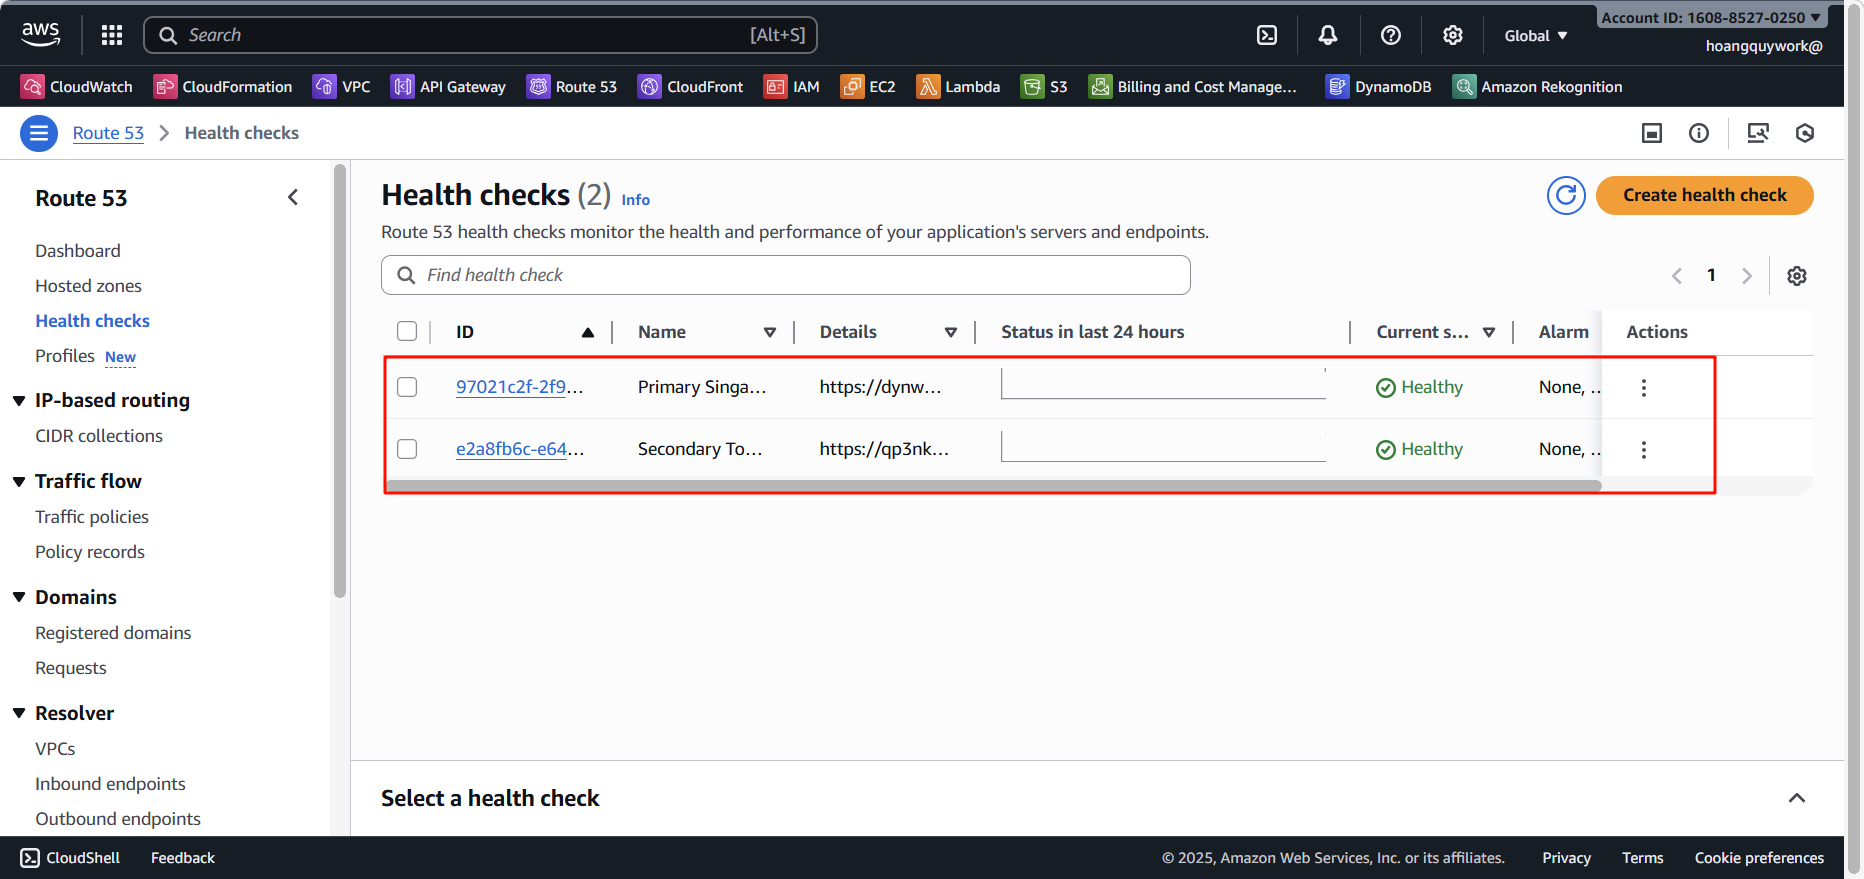 aws
Search
[Alt+S]
Global
Account ID: 1608-8527-0250
hoangquywork@
CloudWatch
CloudFormation
VPC
API Gateway
Route 53
CloudFront
IAM
EC2
Lambda
S3
Billing and Cost Manage...
DynamoDB
Amazon Rekognition
Route 53
Health checks
Route 53
Dashboard
Hosted zones
Health checks
Profiles New
IP-based routing
CIDR collections
Traffic flow
Traffic policies
Policy records
Domains
Registered domains
Requests
Resolver
VPCs
Inbound endpoints
Outbound endpoints
Health checks (2) Info
Create health check
Route 53 health checks monitor the health and performance of your application's servers and endpoints.
Find health check
1
ID Name Details Status in last 24 hours Current s... Alarm Actions
97021c2f-2f9... Primary Singa... https://dynw... Healthy None, ..
e2a8fb6c-e64... Secondary To... https://qp3nk... Healthy None, ..
Select a health check
CloudShell
Feedback
© 2025, Amazon Web Services, Inc. or its affiliates.
Privacy
Terms
Cookie preferences